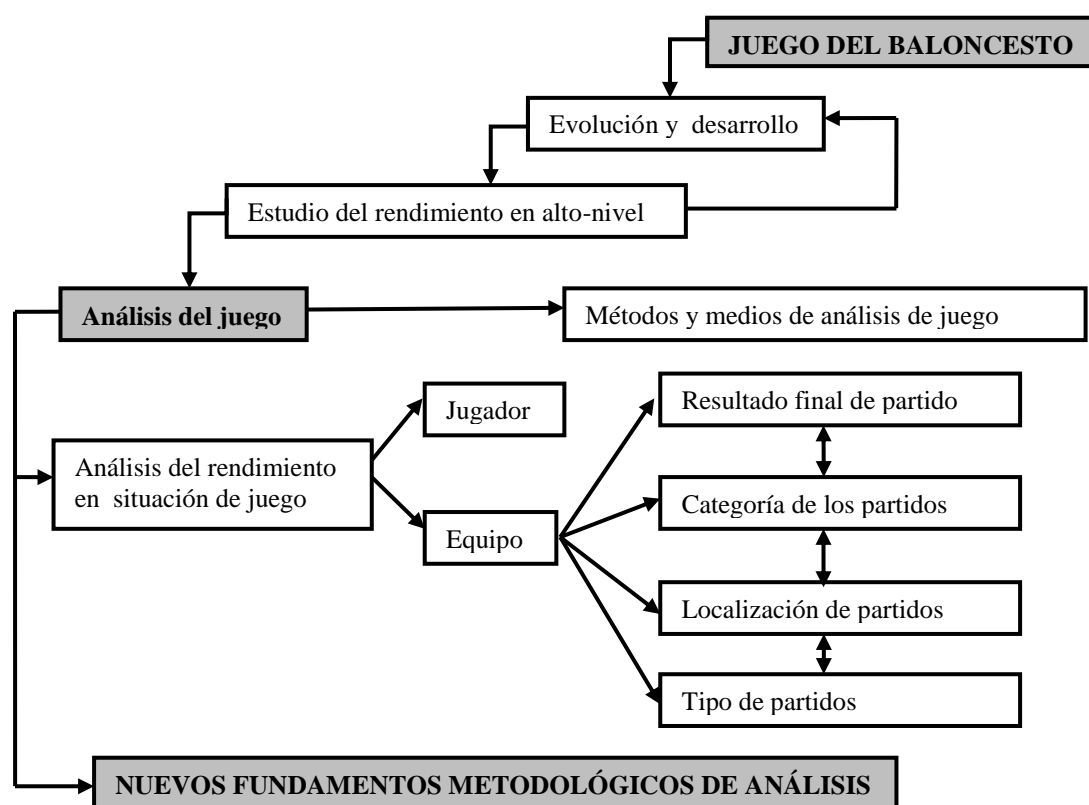 JUEGO DEL BALONCESTO
Evolución y desarrollo
Estudio del rendimiento en alto-nivel
Análisis del juego
Métodos y medios de análisis de juego
Jugador
Resultado final de partido
Análisis del rendimiento
en situación de juego
Categoría de los partidos
Equipo
Localización de partidos
Tipo de partidos
NUEVOS FUNDAMENTOS METODOLÓGICOS DE ANÁLISIS